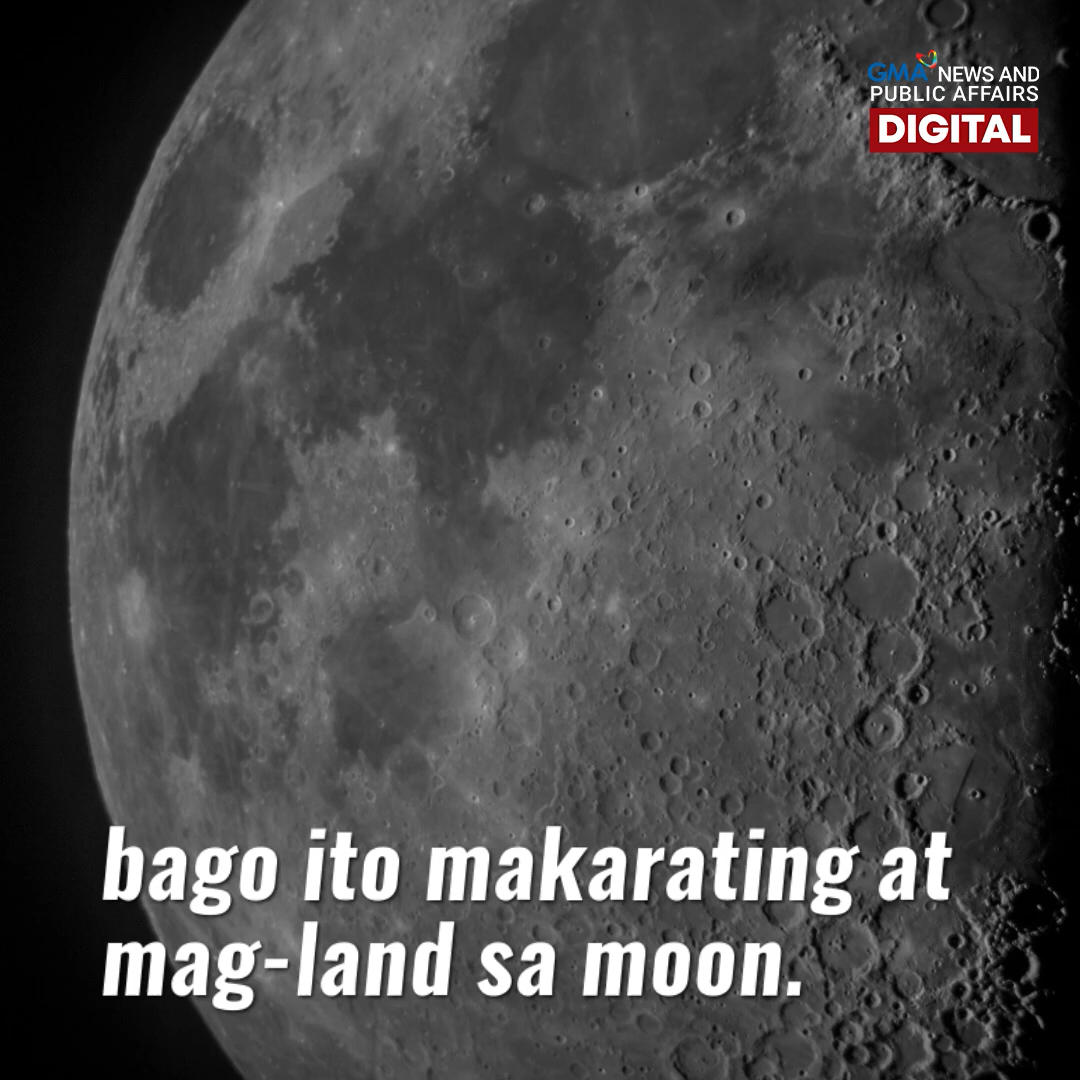 GMA NEWS AND
PUBLIC AFFAIRS
DIGITAL
bago ito makarating at
mag-land sa moon.